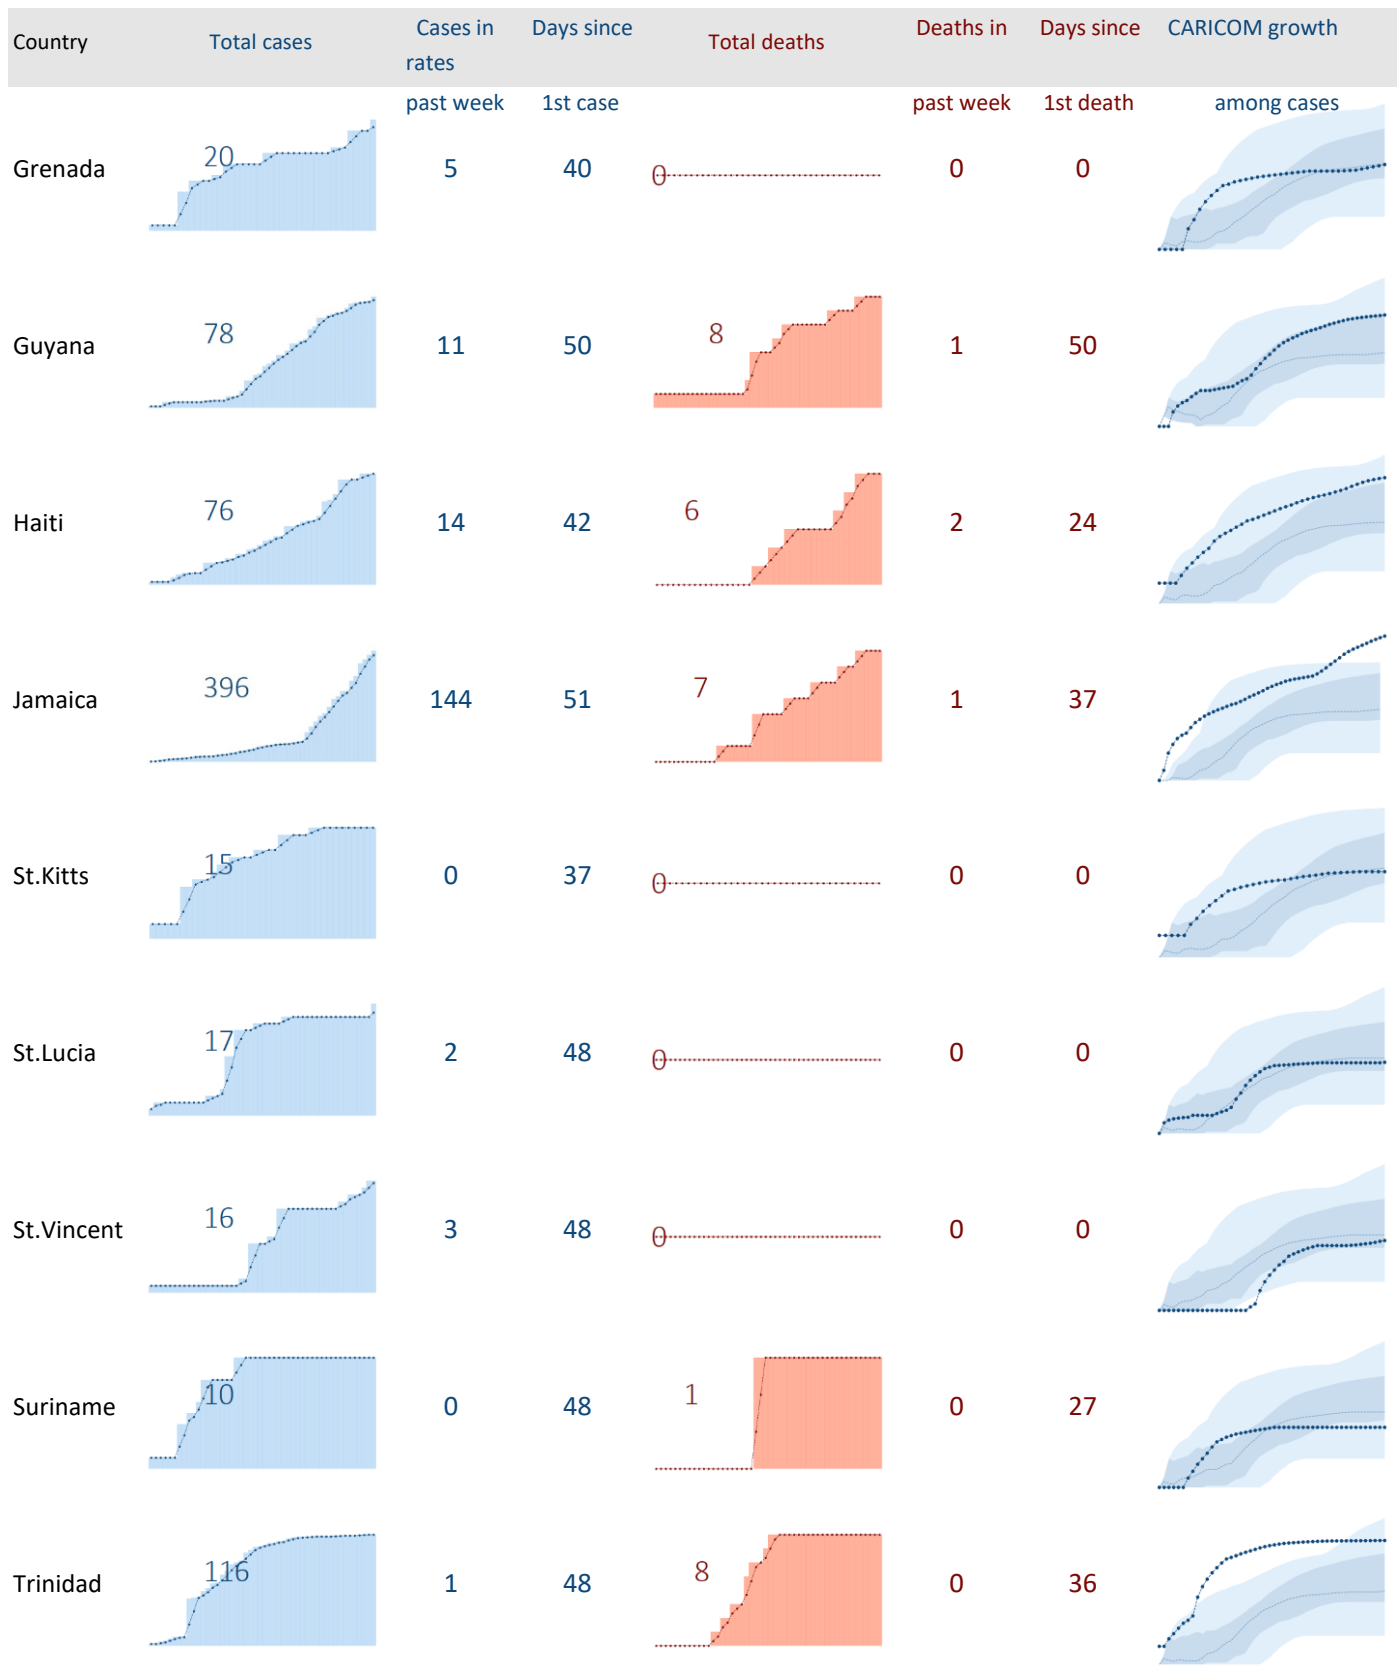 Country Total cases Cases in Days since Total deaths Deaths in Days since CARICOM growth
rates
past week 1st case past week 1st death among cases
Grenada 20 5 40 0 0 0
Guyana 78 11 50 8 1 50
Haiti 76 14 42 6 2 24
Jamaica 396 144 51 7 1 37
St.Kitts 15 0 37 0 0 0
St.Lucia 17 2 48 0 0 0
St.Vincent 16 3 48 0 0 0
Suriname 10 0 48 1 0 27
Trinidad 116 1 48 8 0 36